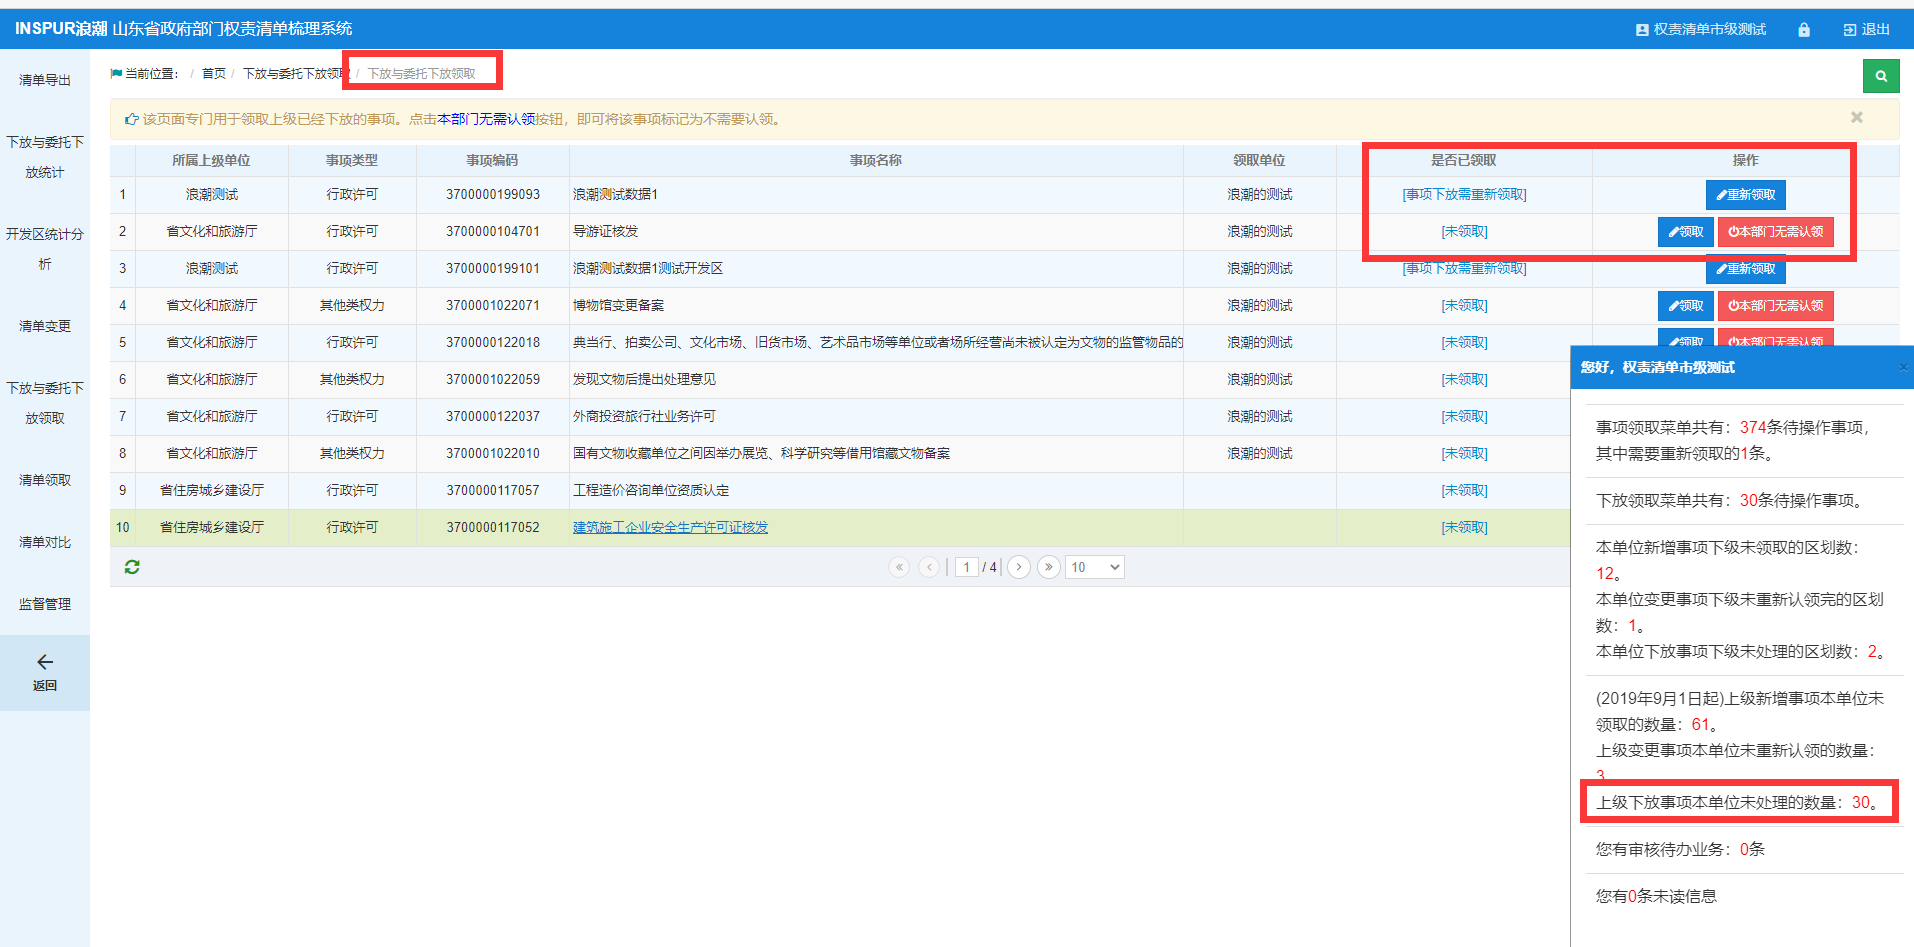 INSPUR浪潮 山东省政府部门权责清单梳理系统
权责清单市级测试
退出
清单导出
下放与委托下
放统计
开发区统计分
析
清单变更
下放与委托下
放领取
清单领取
清单对比
监督管理
返回
当前位置： / 首页 / 下放与委托下放领取 / 下放与委托下放领取
该页面专门用于领取上级已经下放的事项。点击本部门无需认领按钮，即可将该事项标记为不需要认领。
所属上级单位 事项类型 事项编码 事项名称 领取单位 是否已领取 操作
1 浪潮测试 行政许可 3700000199093 浪潮测试数据1 浪潮的测试 [事项下放需重新领取] 重新领取
2 省文化和旅游厅 行政许可 3700000104701 导游证核发 浪潮的测试 [未领取] 领取 本部门无需认领
3 浪潮测试 行政许可 3700000199101 浪潮测试数据1测试开发区 浪潮的测试 [事项下放需重新领取] 重新领取
4 省文化和旅游厅 其他类权力 3700001022071 博物馆变更备案 浪潮的测试 [未领取] 领取 本部门无需认领
5 省文化和旅游厅 行政许可 3700000122018 典当行、拍卖公司、文化市场、旧货市场、艺术品市场等单位或者场所经营尚未被认定为文物的监管物品的 浪潮的测试 [未领取] 领取 本部门无需认领
6 省文化和旅游厅 其他类权力 3700001022059 发现文物后提出处理意见 浪潮的测试 [未领取]
7 省文化和旅游厅 行政许可 3700000122037 外商投资旅行社业务许可 浪潮的测试 [未领取]
8 省文化和旅游厅 其他类权力 3700001022010 国有文物收藏单位之间因举办展览、科学研究等借用馆藏文物备案 浪潮的测试 [未领取]
9 省住房城乡建设厅 行政许可 3700000117057 工程造价咨询单位资质认定 [未领取]
10 省住房城乡建设厅 行政许可 3700000117052 建筑施工企业安全生产许可证核发 [未领取]
1 / 4 10
您好，权责清单市级测试
事项领取菜单共有：374条待操作事项，
其中需要重新领取的1条。
下放领取菜单共有：30条待操作事项。
本单位新增事项下级未领取的区划数：
12。
本单位变更事项下级未重新认领完的区划
数：1。
本单位下放事项下级未处理的区划数：2。
(2019年9月1日起)上级新增事项本单位未
领取的数量：61。
上级变更事项本单位未重新认领的数量：
3
上级下放事项本单位未处理的数量：30。
您有审核待办业务：0条
您有0条未读信息